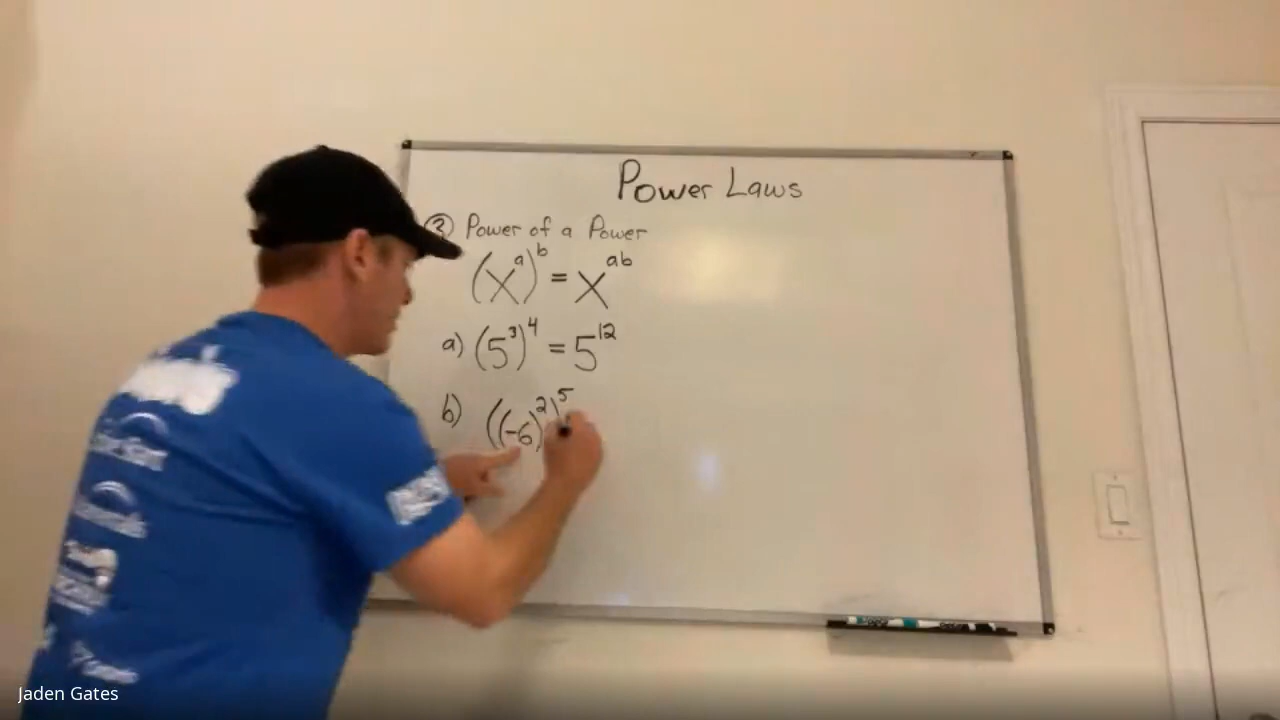 Power Laws
③ Power of a Power
(x^a)^b = x^ab
a) (5^3)^4 = 5^12
b) ((-6)^2)^5
Jaden Gates